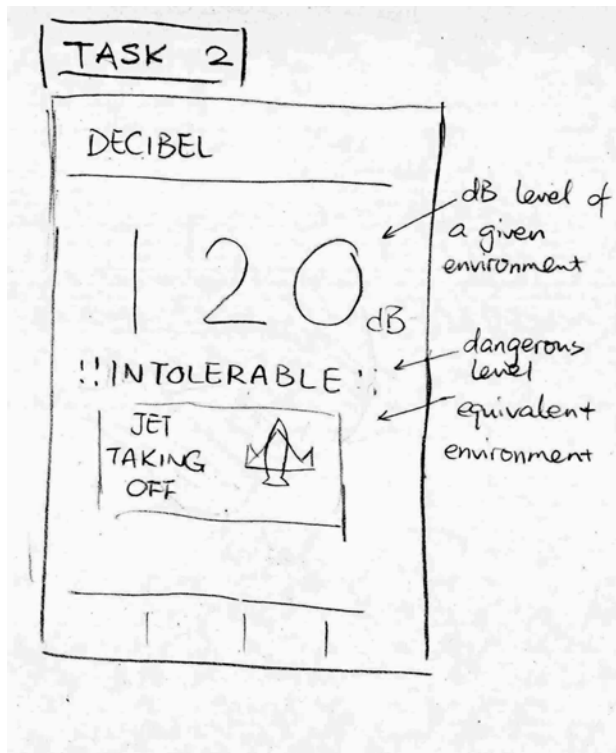 TASK 2
DECIBEL
120
dB
!!INTOLERABLE!!
JET
TAKING
OFF
dB level of
a given
environment
dangerous
level
equivalent
environment